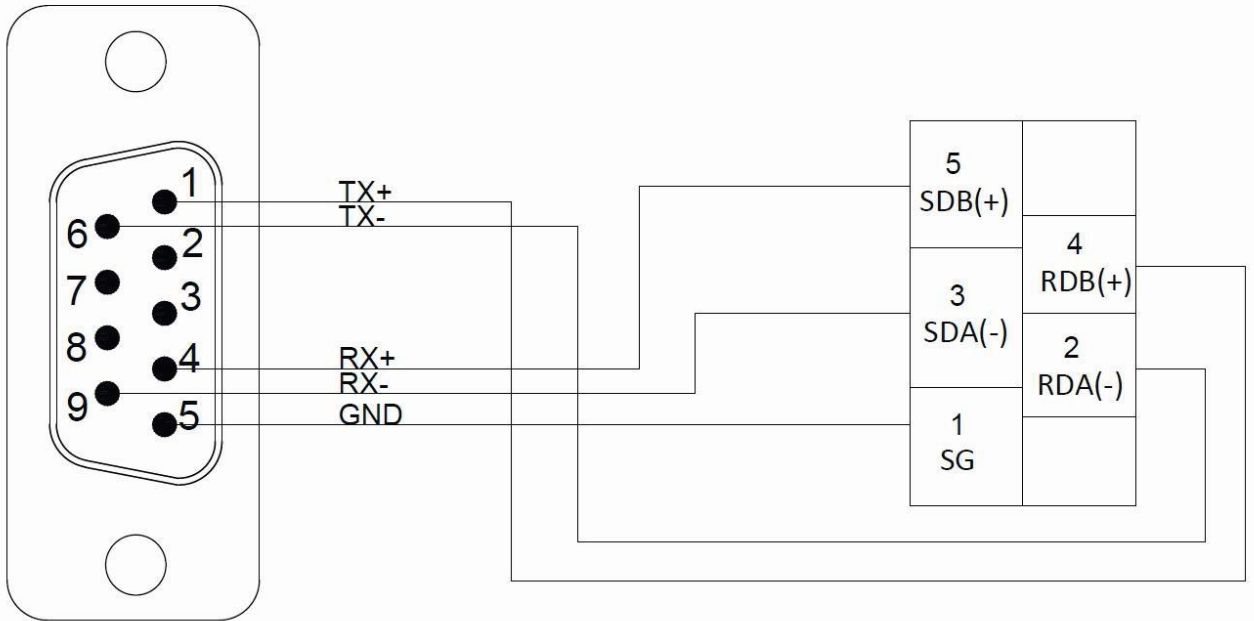 1
6
2
7
3
8
4
9
5
TX+
TX-
RX+
RX-
GND
5
SDB(+)
4
RDB(+)
3
SDA(-)
2
RDA(-)
1
SG